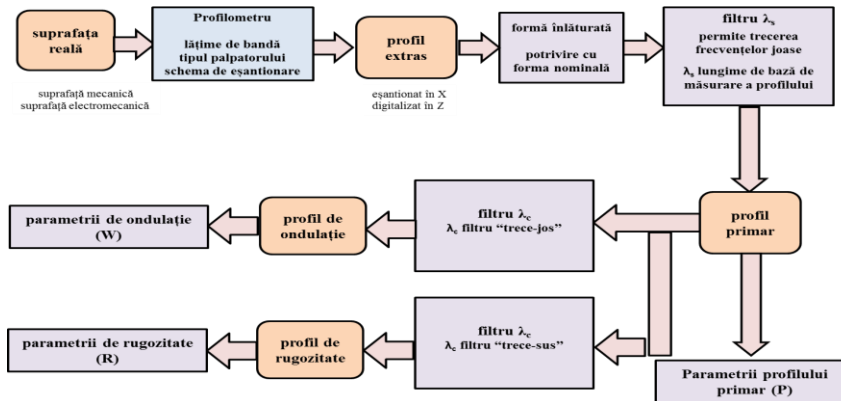 suprafața
reală
suprafață mecanică
suprafață electromecanică
Profilometru
lățime de bandă
tipul palpatorului
schema de eșantionare
profil
extras
eșantionat în X
digitalizat în Z
formă înlăturată
potrivire cu
forma nominală
filtru λs
permite trecerea
frecvențelor joase
λs lungime de bază de
măsurare a profilului
parametrii de ondulație
(W)
profil de
ondulație
filtru λc
λc filtru “trece-jos”
profil
primar
parametrii de rugozitate
(R)
profil de
rugozitate
filtru λc
λc filtru “trece-sus”
Parametrii profilului
primar (P)